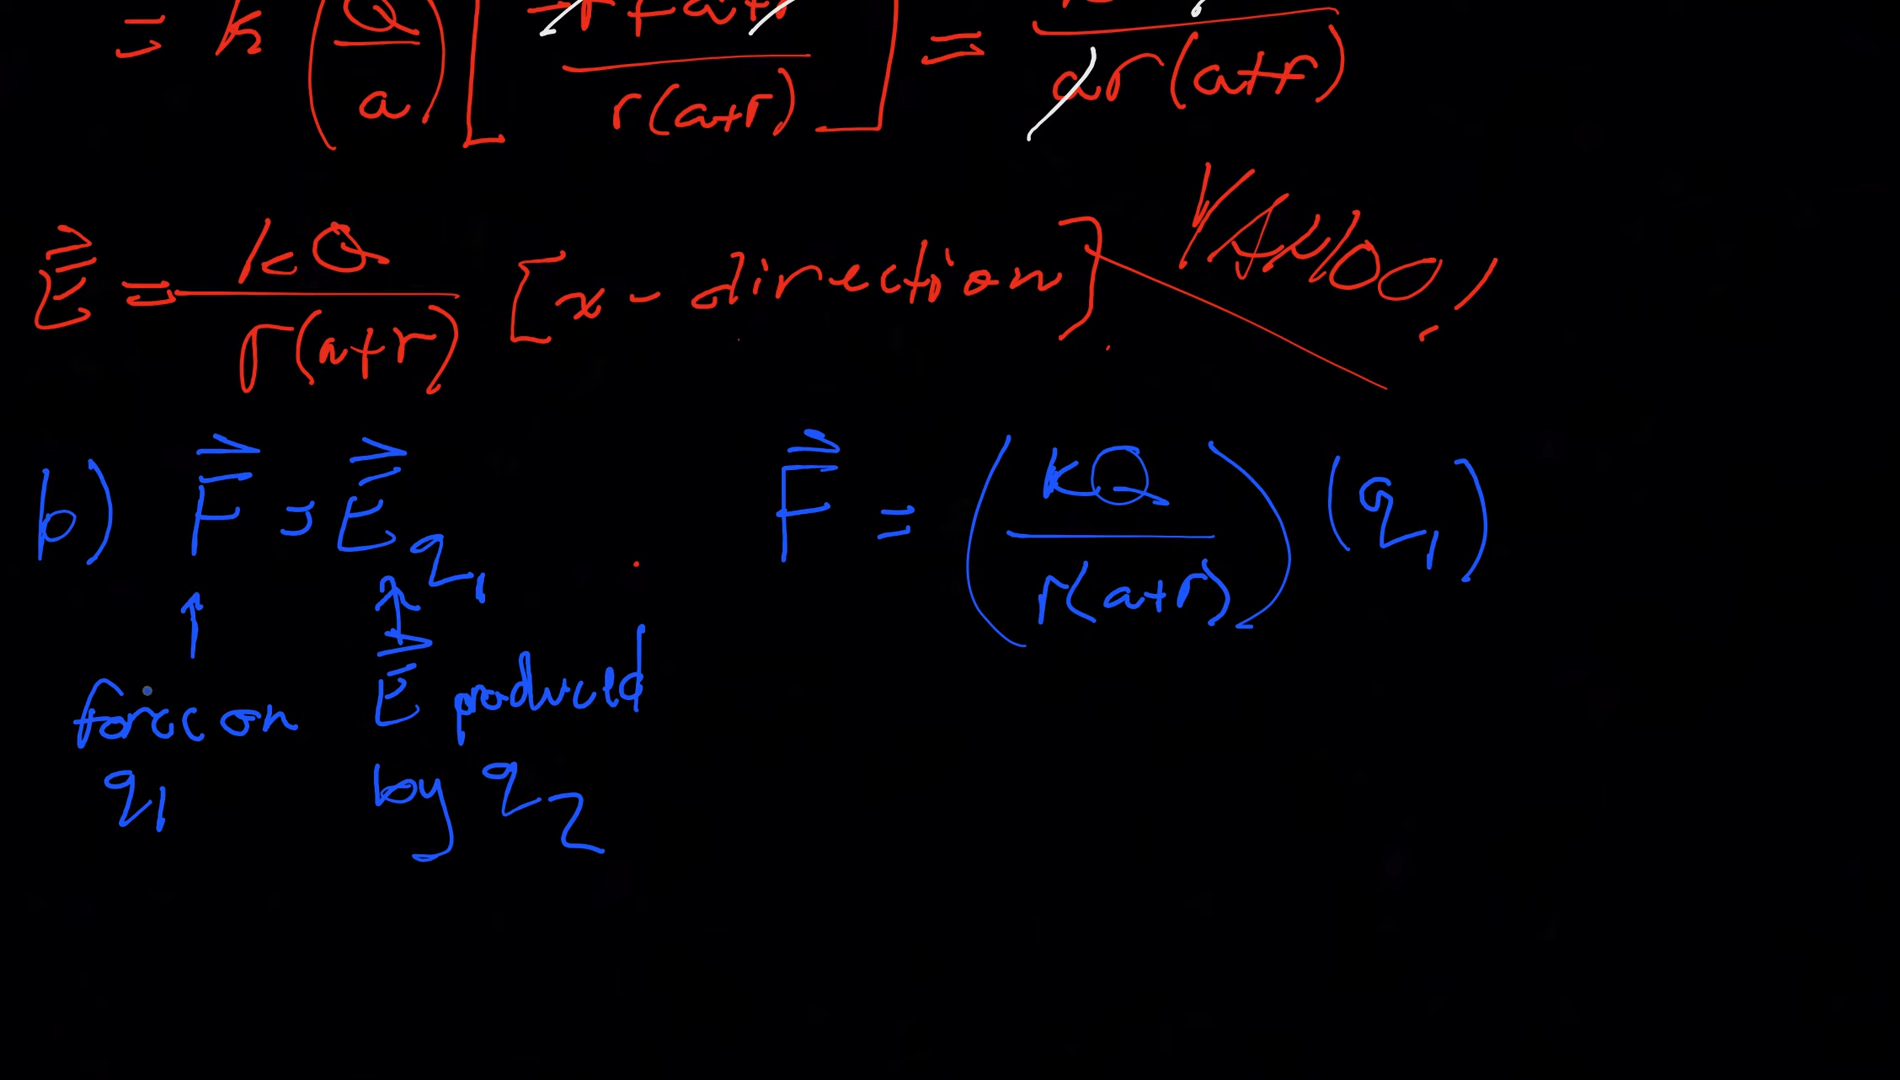 = k (Q/a) [ (-r + a + r) / r(a+r) ] = / ar(a+r)
E = kQ / r(a+r) [x-direction]
b) F = E q1 F = (kQ / r(a+r)) (q1)
↑ ↑
force on E produced
q1 by q2